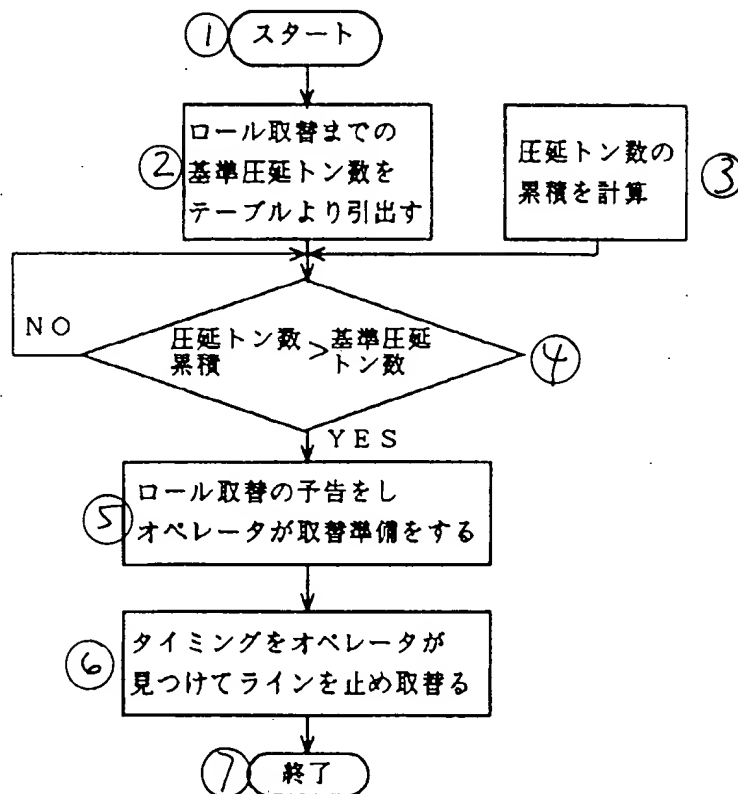 ① スタート
② ロール取替までの
基準圧延トン数を
テーブルより引出す
圧延トン数の
累積を計算
③
NO
圧延トン数
累積
>
基準圧延
トン数
④
YES
⑤ ロール取替の予告をし
オペレータが取替準備をする
⑥ タイミングをオペレータが
見つけてラインを止め取替る
⑦ 終了